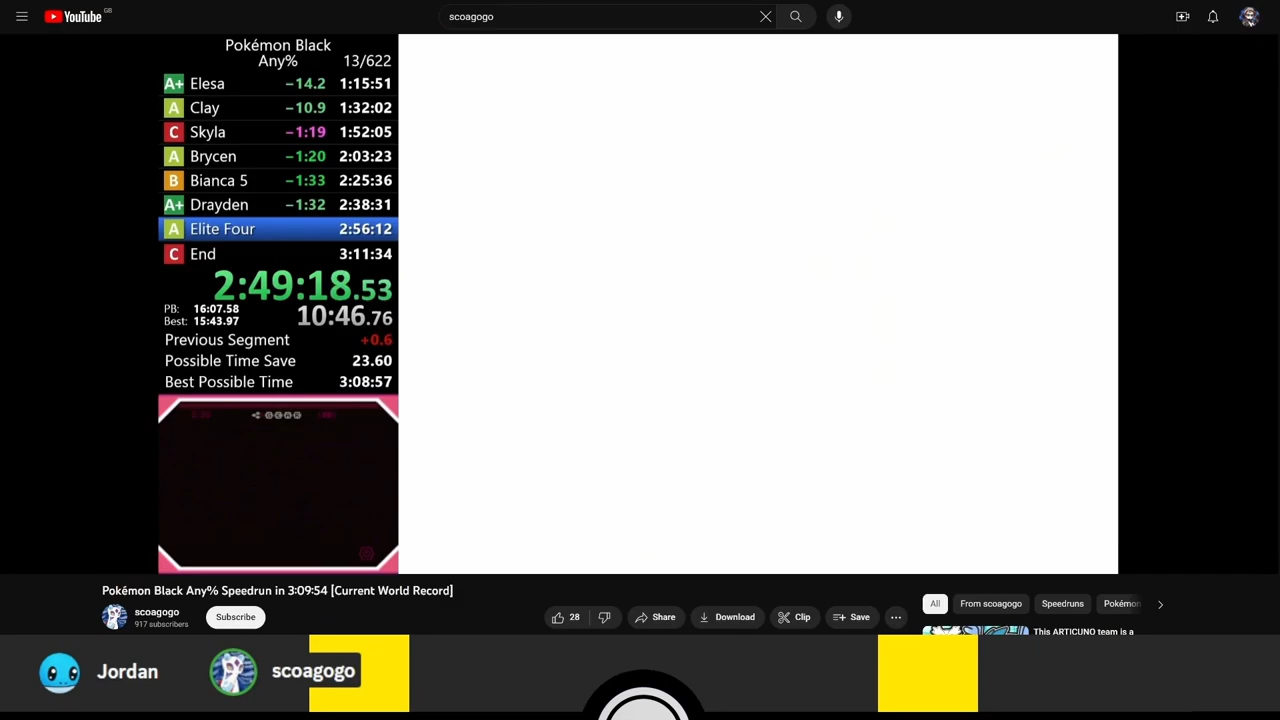 YouTube GB
scoagogo
Pokémon Black
Any% 13/622
A+ Elesa −14.2 1:15:51
A Clay −10.9 1:32:02
C Skyla −1:19 1:52:05
A Brycen −1:20 2:03:23
B Bianca 5 −1:33 2:25:36
A+ Drayden −1:32 2:38:31
A Elite Four 2:56:12
C End 3:11:34
2:49:18.53
PB: 16:07.58
Best: 15:43.97
10:46.76
Previous Segment +0.6
Possible Time Save 23.60
Best Possible Time 3:08:57
C GEAR
Pokémon Black Any% Speedrun in 3:09:54 [Current World Record]
scoagogo
917 subscribers
Subscribe
28
Share
Download
Clip
Save
All
From scoagogo
Speedruns
Pokémon
This ARTICUNO team is a
Jordan
scoagogo